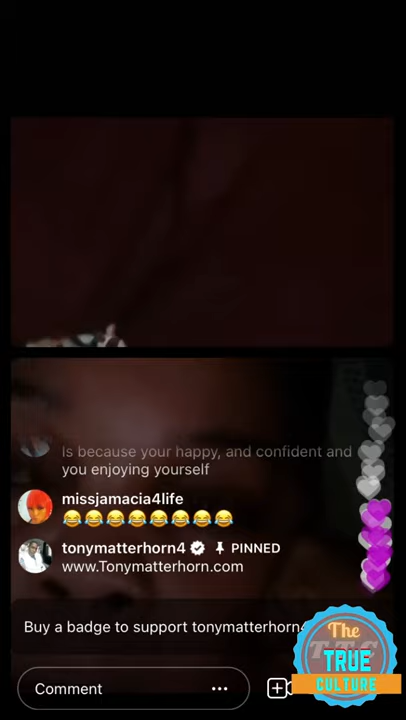 Is because your happy, and confident and
you enjoying yourself
missjamacia4life
😂😂😂😂😂😂😂😂
tonymatterhorn4 PINNED
www.Tonymatterhorn.com
Buy a badge to support tonymatterhorn4
Comment ...
The
TRUE
CULTURE